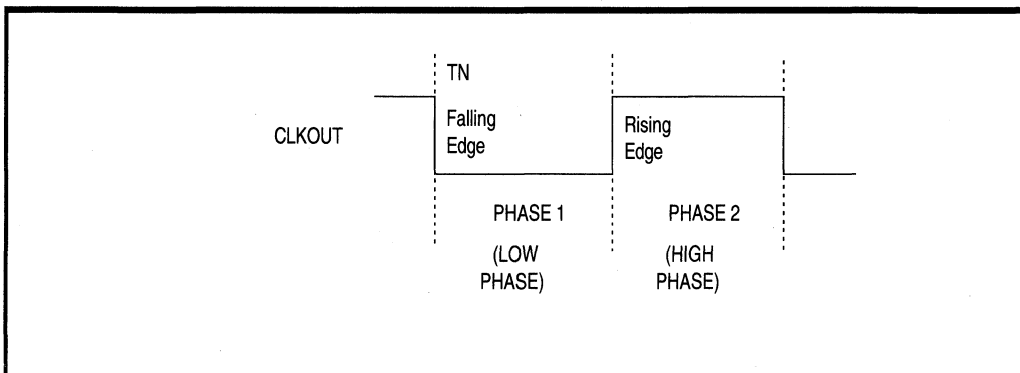 TN
CLKOUT
Falling
Edge
Rising
Edge
PHASE 1
(LOW
PHASE)
PHASE 2
(HIGH
PHASE)